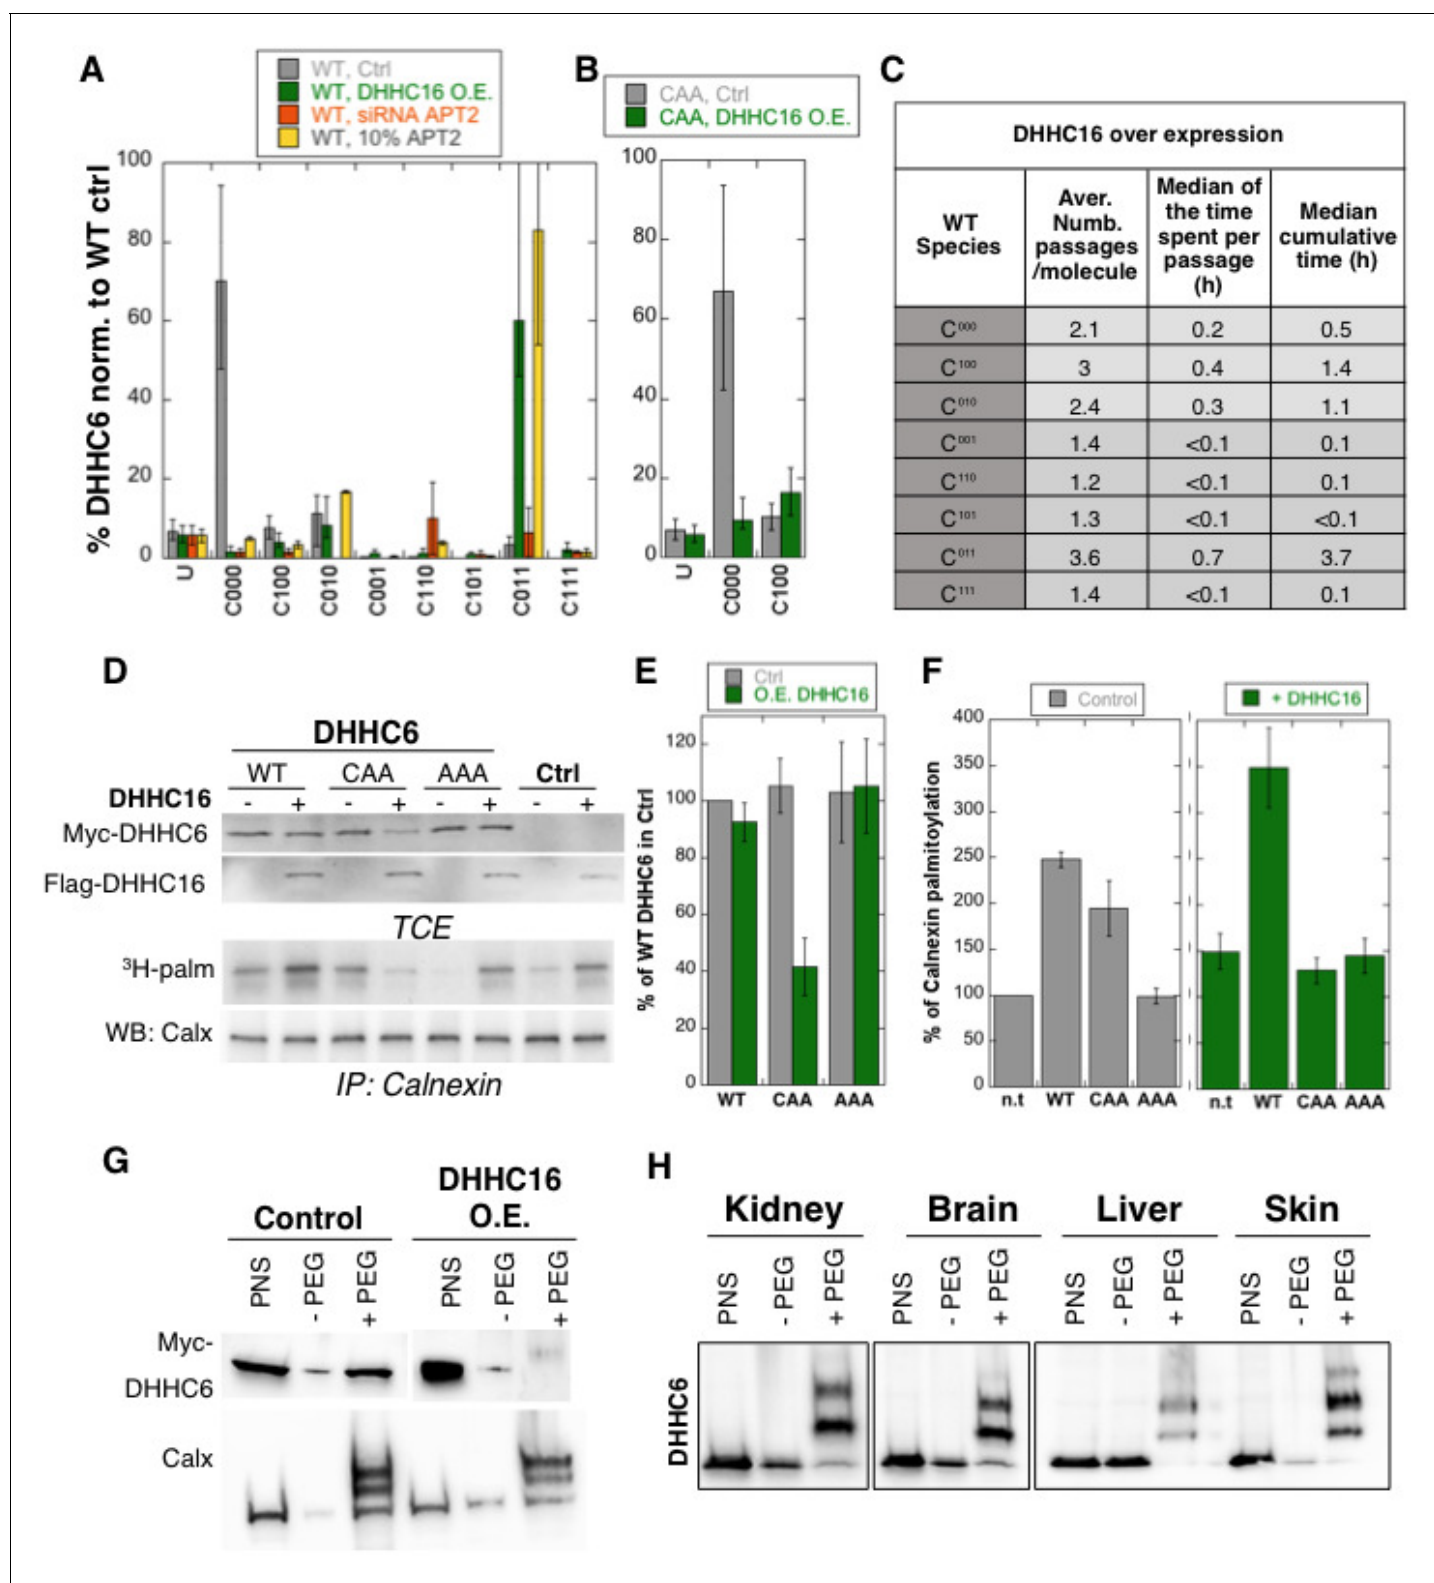 A
WT, Ctrl
WT, DHHC16 O.E.
WT, siRNA APT2
WT, 10% APT2
% DHHC6 norm. to WT ctrl
100
80
60
40
20
0
U
C000
C100
C010
C001
C110
C101
C011
C111
B
CAA, Ctrl
CAA, DHHC16 O.E.
100
80
60
40
20
0
U
C000
C100
C
DHHC16 over expression
WT Species
Aver. Numb. passages /molecule
Median of the time spent per passage (h)
Median cumulative time (h)
C⁰⁰⁰ 2.1 0.2 0.5
C¹⁰⁰ 3 0.4 1.4
C⁰¹⁰ 2.4 0.3 1.1
C⁰⁰¹ 1.4 <0.1 0.1
C¹¹⁰ 1.2 <0.1 0.1
C¹⁰¹ 1.3 <0.1 <0.1
C⁰¹¹ 3.6 0.7 3.7
C¹¹¹ 1.4 <0.1 0.1
D
DHHC6
WT CAA AAA Ctrl
DHHC16 - + - + - + - +
Myc-DHHC6
Flag-DHHC16
TCE
³H-palm
WB: Calx
IP: Calnexin
E
Ctrl
O.E. DHHC16
% of WT DHHC6 in Ctrl
120
100
80
60
40
20
0
WT CAA AAA
F
Control
+ DHHC16
% of Calnexin palmitoylation
400
350
300
250
200
150
100
50
0
n.t WT CAA AAA
n.t WT CAA AAA
G
Control
DHHC16
O.E.
PNS
- PEG
+ PEG
PNS
- PEG
+ PEG
Myc-
DHHC6
Calx
H
Kidney Brain Liver Skin
PNS
- PEG
+ PEG
PNS
- PEG
+ PEG
PNS
- PEG
+ PEG
PNS
- PEG
+ PEG
DHHC6